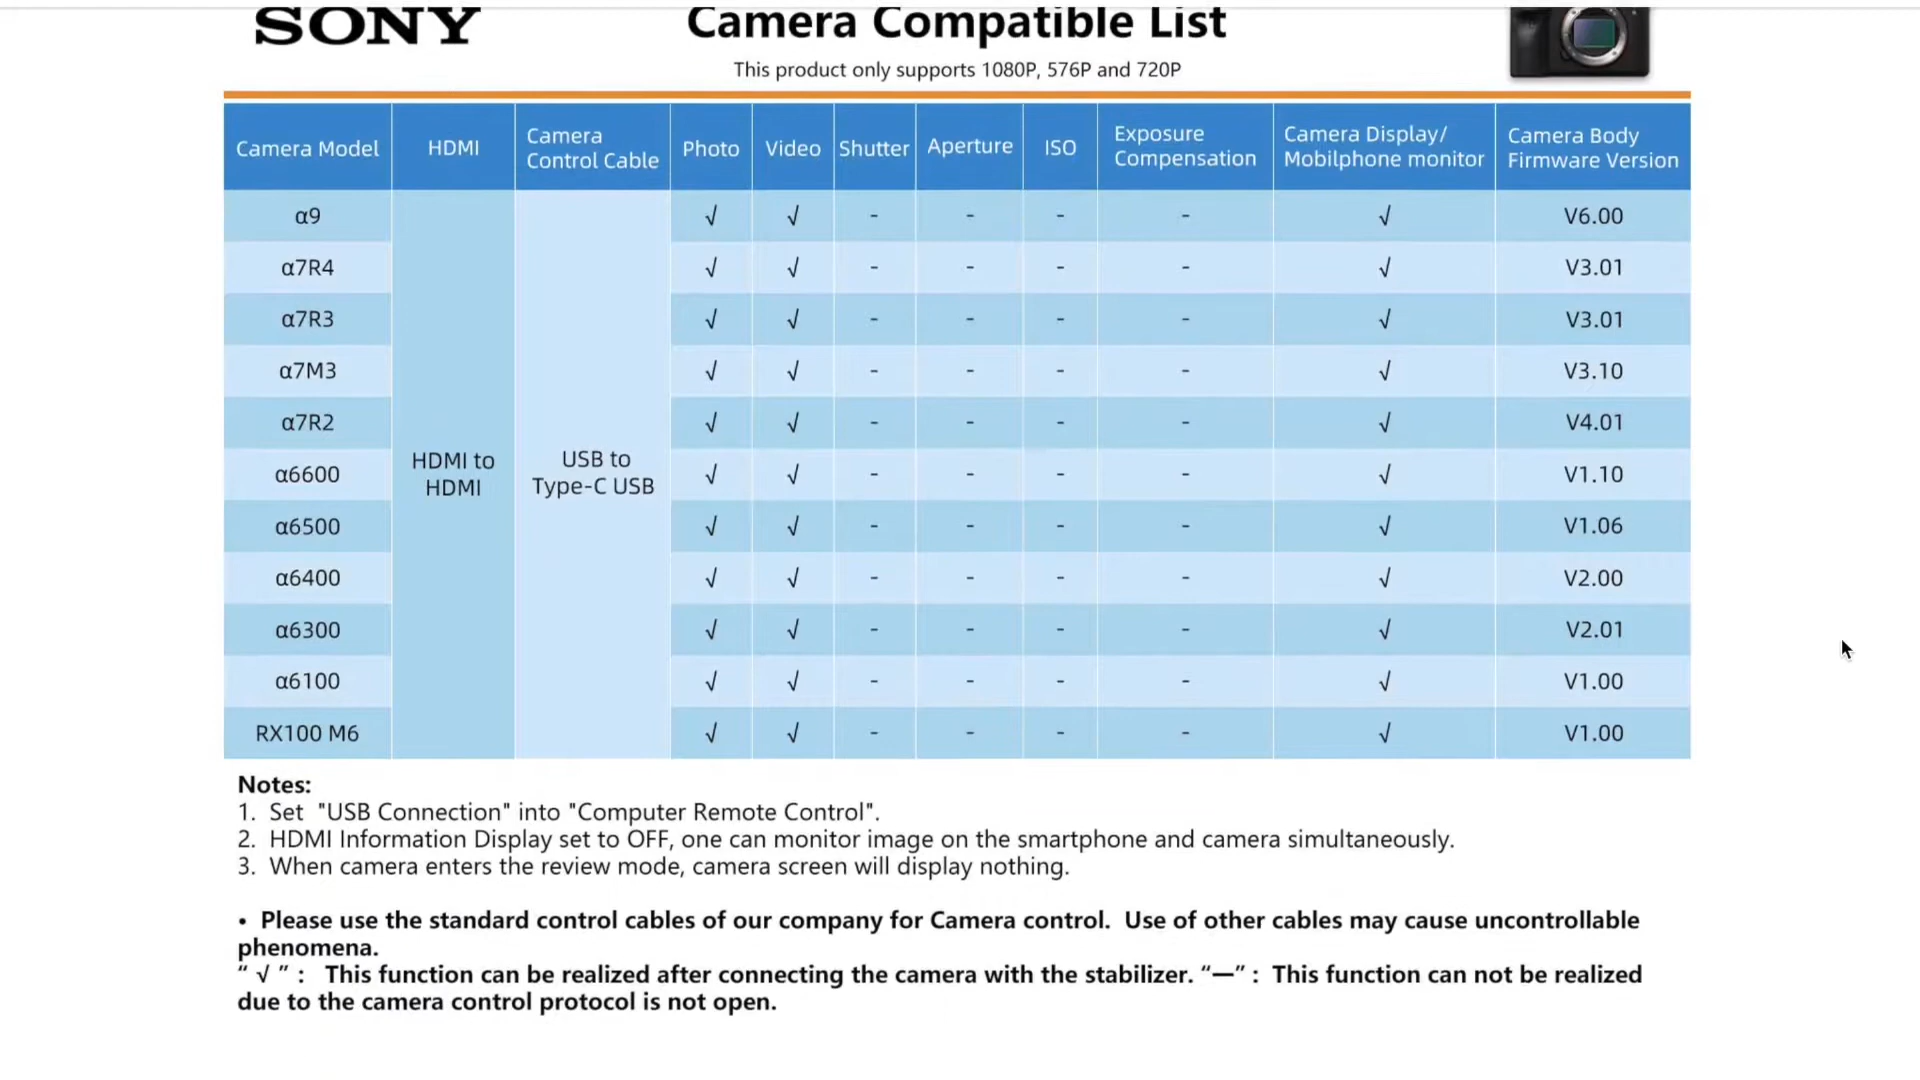 SONY
Camera Compatible List
This product only supports 1080P, 576P and 720P
Camera Model HDMI Camera Control Cable Photo Video Shutter Aperture ISO Exposure Compensation Camera Display/ Mobilphone monitor Camera Body Firmware Version
α9 √ √ - - - - √ V6.00
α7R4 √ √ - - - - √ V3.01
α7R3 √ √ - - - - √ V3.01
α7M3 √ √ - - - - √ V3.10
α7R2 √ √ - - - - √ V4.01
HDMI to HDMI USB to Type-C USB
α6600 √ √ - - - - √ V1.10
α6500 √ √ - - - - √ V1.06
α6400 √ √ - - - - √ V2.00
α6300 √ √ - - - - √ V2.01
α6100 √ √ - - - - √ V1.00
RX100 M6 √ √ - - - - √ V1.00
Notes:
1. Set "USB Connection" into "Computer Remote Control".
2. HDMI Information Display set to OFF, one can monitor image on the smartphone and camera simultaneously.
3. When camera enters the review mode, camera screen will display nothing.
• Please use the standard control cables of our company for Camera control. Use of other cables may cause uncontrollable
phenomena.
“ √ ” : This function can be realized after connecting the camera with the stabilizer. “—” : This function can not be realized
due to the camera control protocol is not open.